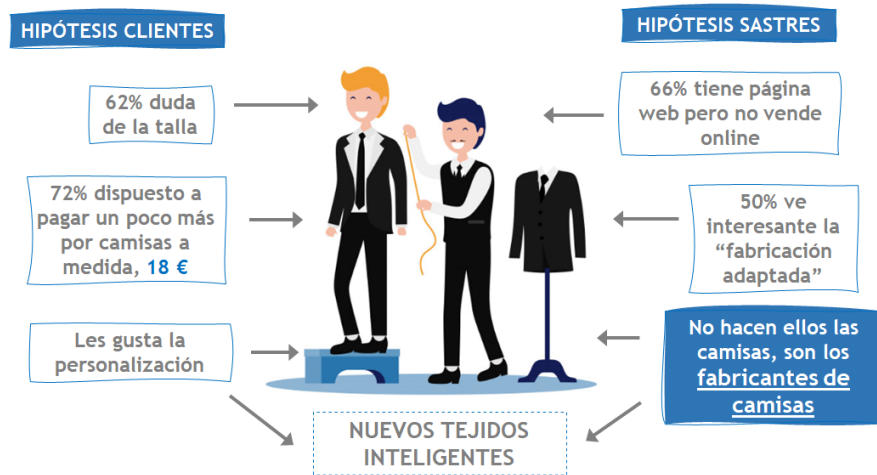 HIPÓTESIS CLIENTES
62% duda
de la talla
72% dispuesto a
pagar un poco más
por camisas a
medida, 18 €
Les gusta la
personalización
HIPÓTESIS SASTRES
66% tiene página
web pero no vende
online
50% ve
interesante la
“fabricación
adaptada”
No hacen ellos las
camisas, son los
fabricantes de
camisas
NUEVOS TEJIDOS
INTELIGENTES